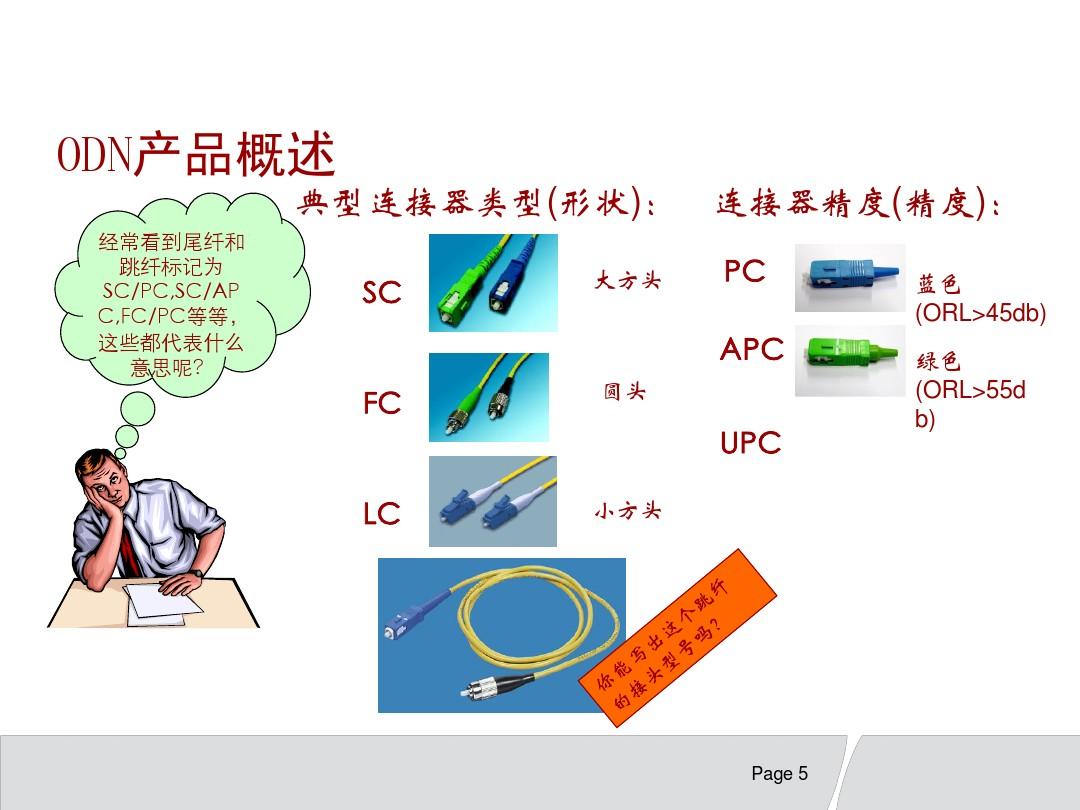 ODN产品概述
经常看到尾纤和
跳纤标记为
SC/PC,SC/AP
C,FC/PC等等，
这些都代表什么
意思呢？
典型连接器类型(形状)：
SC
大方头
FC
圆头
LC
小方头
连接器精度(精度)：
PC
蓝色
(ORL>45db)
APC
绿色
(ORL>55d
b)
UPC
你能写出这个跳纤
的接头型号吗？
Page 5